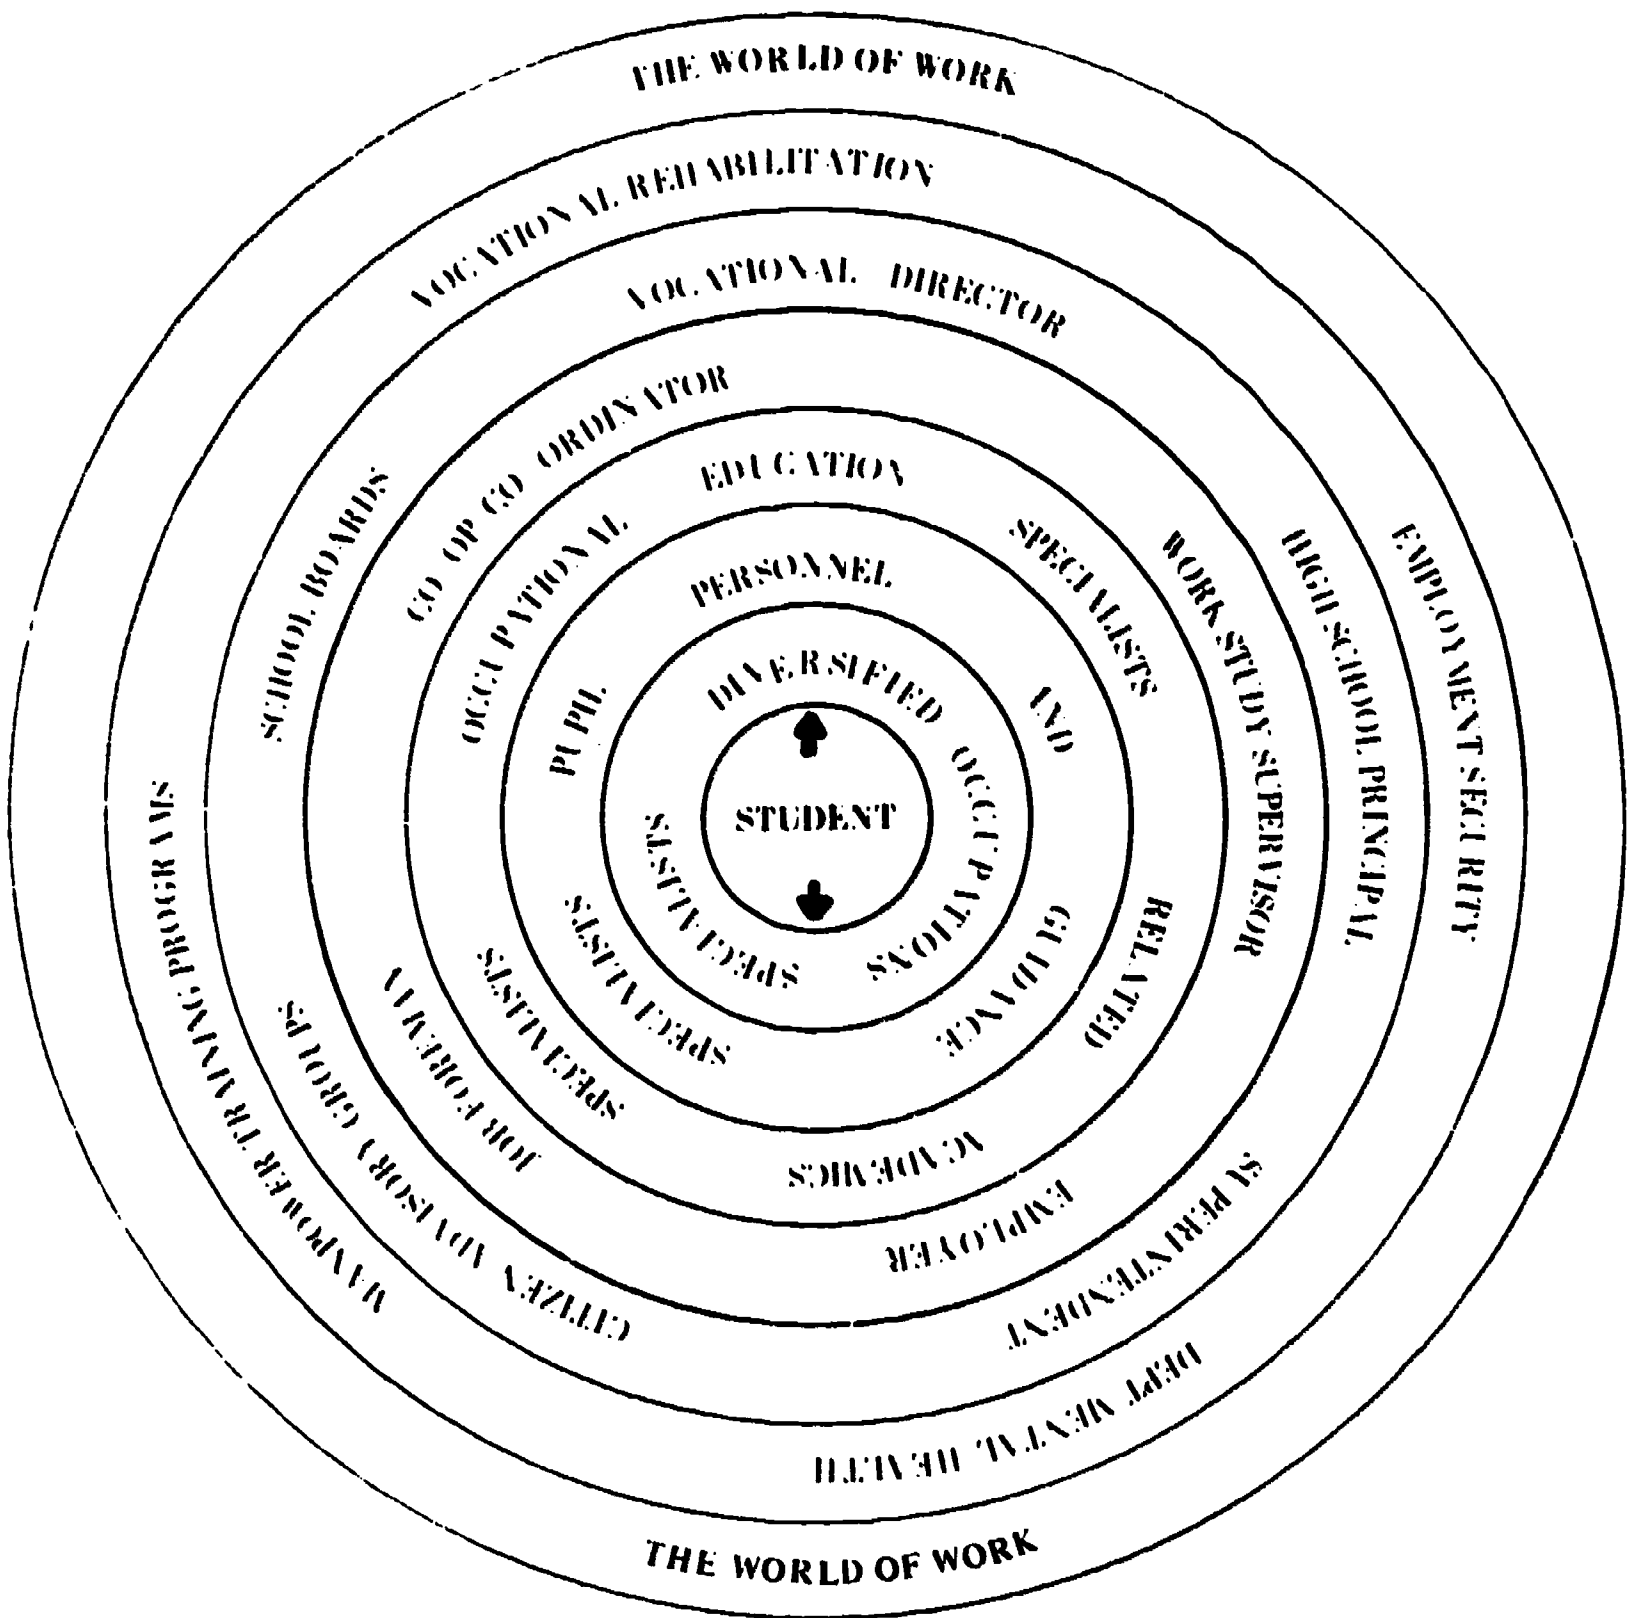 THE WORLD OF WORK
VOCATIONAL REHABILITATION
EMPLOYMENT SECURITY
DEPT MENTAL HEALTH
MANPOWER TRAINING PROGRAMS
VOCATIONAL DIRECTOR
HIGH SCHOOL PRINCIPAL
SUPERINTENDENT
CITIZEN ADVISORY GROUPS
SCHOOL BOARDS
CO OP CO ORDINATOR
WORK STUDY SUPERVISOR
EMPLOYER
JOB FOREMAN
OCCUPATIONAL EDUCATION SPECIALISTS
RELATED ACADEMICS SPECIALISTS
PUPIL PERSONNEL AND GUIDANCE SPECIALISTS
DIVERSIFIED OCCUPATIONS SPECIALISTS
STUDENT
THE WORLD OF WORK